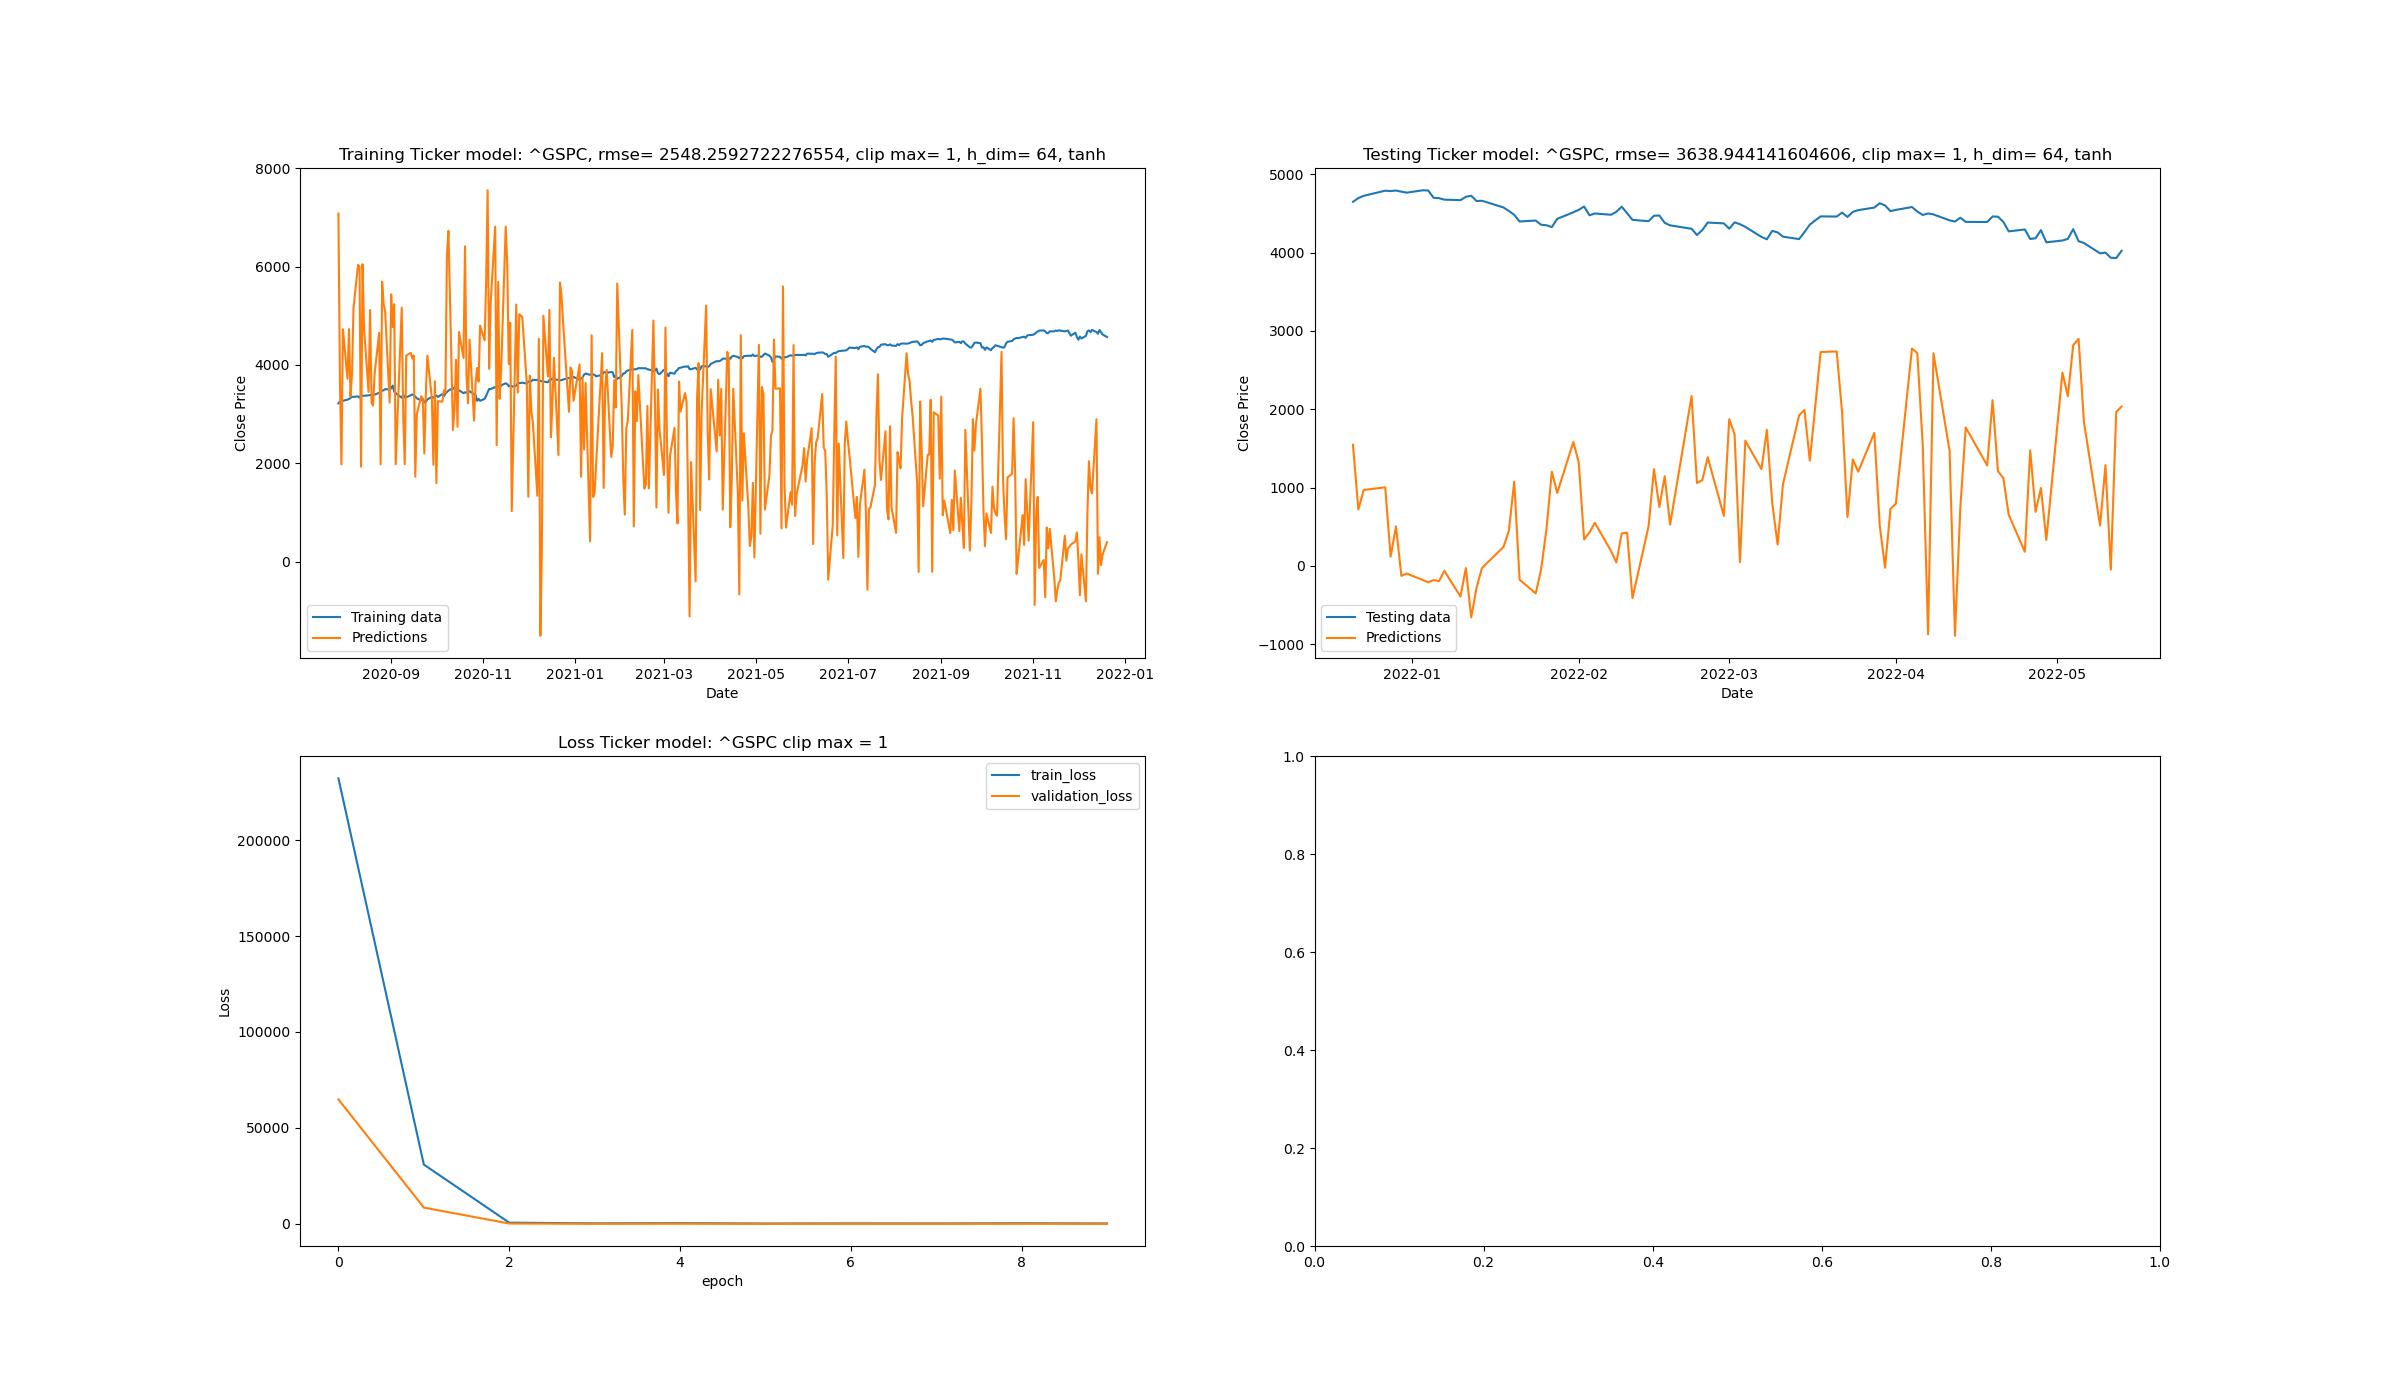 Training Ticker model: ^GSPC, rmse= 2548.2592722276554, clip max= 1, h_dim= 64, tanh
8000
6000
4000
2000
0
Close Price
Training data
Predictions
2020-09 2020-11 2021-01 2021-03 2021-05 2021-07 2021-09 2021-11 2022-01
Date
Testing Ticker model: ^GSPC, rmse= 3638.944141604606, clip max= 1, h_dim= 64, tanh
5000
4000
3000
2000
1000
0
−1000
Close Price
Testing data
Predictions
2022-01 2022-02 2022-03 2022-04 2022-05
Date
Loss Ticker model: ^GSPC clip max = 1
train_loss
validation_loss
200000
150000
100000
50000
0
Loss
0 2 4 6 8
epoch
1.0
0.8
0.6
0.4
0.2
0.0
0.0 0.2 0.4 0.6 0.8 1.0